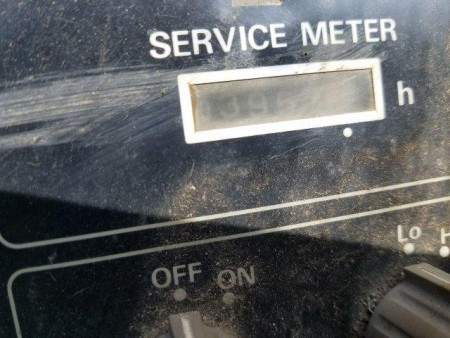 SERVICE METER
h
Lo
OFF ON